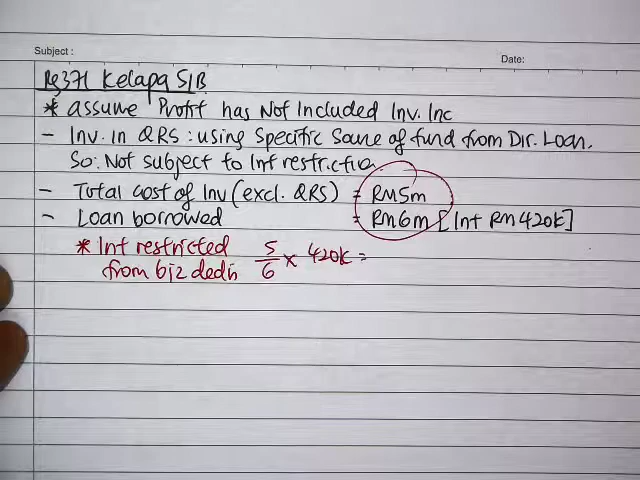 Subject :
Date:
Pg371 Kelapa S/B
* Assume Profit has Not Included Inv. Inc
- Inv. in QRS : using Specific Source of fund from Dir. Loan.
So: Not subject to Int restriction
- Total cost of Inv (excl. QRS) = RM5m
- Loan borrowed = RM6m [Int RM420k]
* Int restricted 5/6 x 420k =
from biz dedn